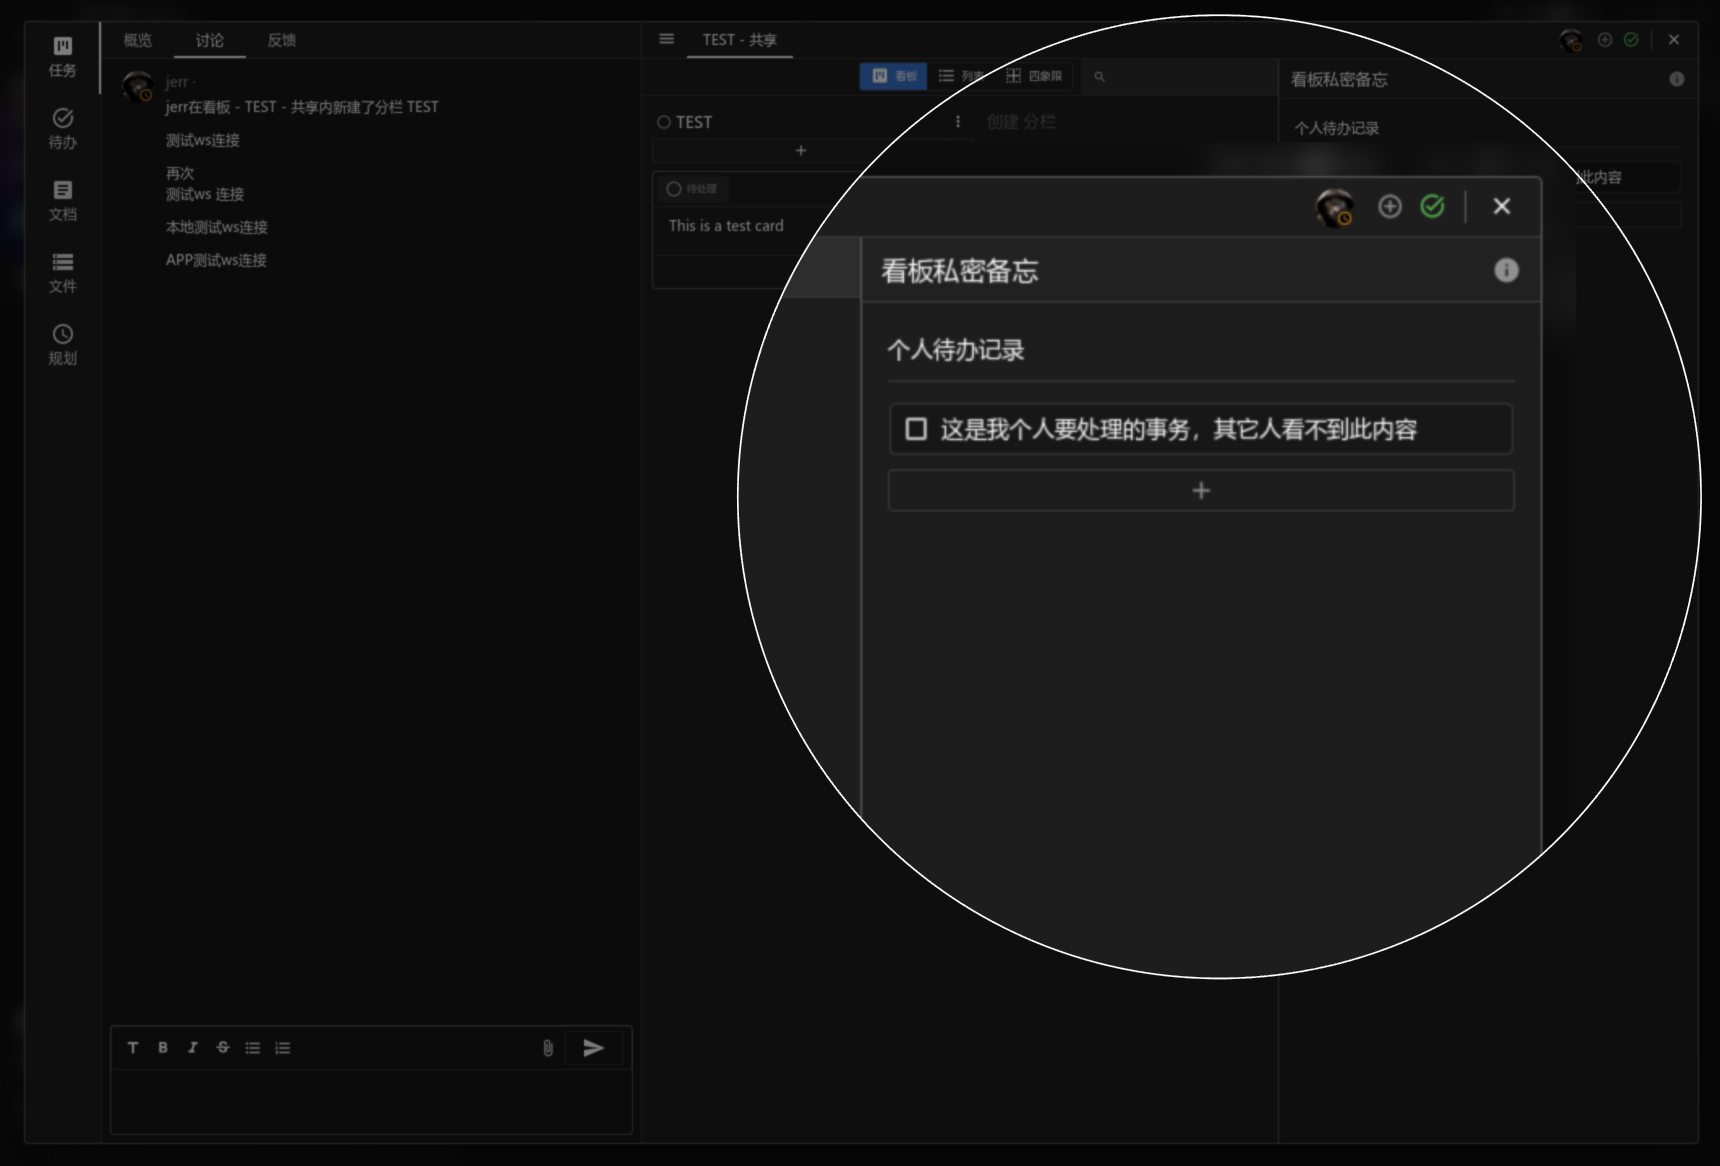 任务
待办
文档
文件
规划
概览 讨论 反馈
jerr ·
jerr在看板 - TEST - 共享内新建了分栏 TEST
测试ws连接
再次
测试ws 连接
本地测试ws连接
APP测试ws连接
T B I S
TEST - 共享
看板 列表 四象限
TEST
创建 分栏
+
待处理
This is a test card
看板私密备忘
个人待办记录
此内容
看板私密备忘
个人待办记录
这是我个人要处理的事务，其它人看不到此内容
+